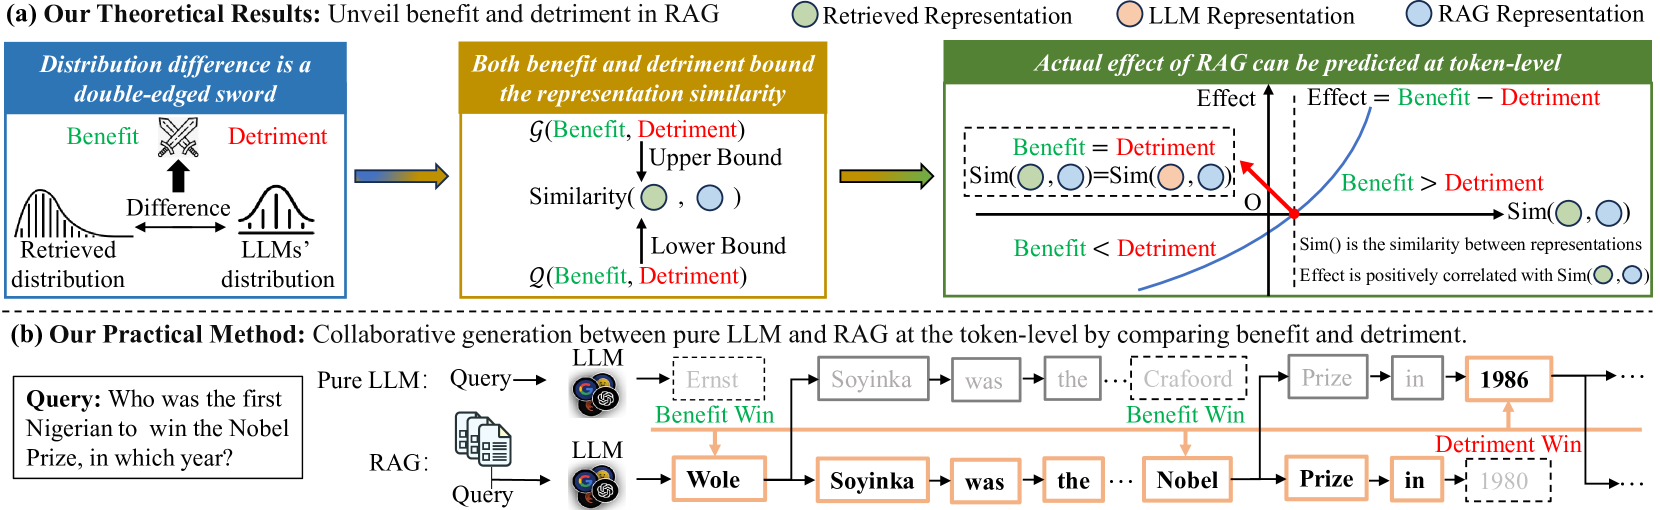 (a) Our Theoretical Results: Unveil benefit and detriment in RAG
Retrieved Representation
LLM Representation
RAG Representation
Distribution difference is a
double-edged sword
Benefit
Detriment
Difference
Retrieved
distribution
LLMs'
distribution
Both benefit and detriment bound
the representation similarity
𝒢(Benefit, Detriment)
Upper Bound
Similarity( , )
Lower Bound
𝒬(Benefit, Detriment)
Actual effect of RAG can be predicted at token-level
Effect
Effect = Benefit − Detriment
Benefit = Detriment
Sim( , )=Sim( , )
Benefit > Detriment
O
Sim( , )
Benefit < Detriment
Sim() is the similarity between representations
Effect is positively correlated with Sim( , )
(b) Our Practical Method: Collaborative generation between pure LLM and RAG at the token-level by comparing benefit and detriment.
Query: Who was the first
Nigerian to win the Nobel
Prize, in which year?
Pure LLM:
Query
LLM
Ernst
Soyinka
was
the
...
Crafoord
Prize
in
1986
...
Benefit Win
Benefit Win
Detriment Win
RAG:
Query
LLM
Wole
Soyinka
was
the
...
Nobel
Prize
in
1980
...